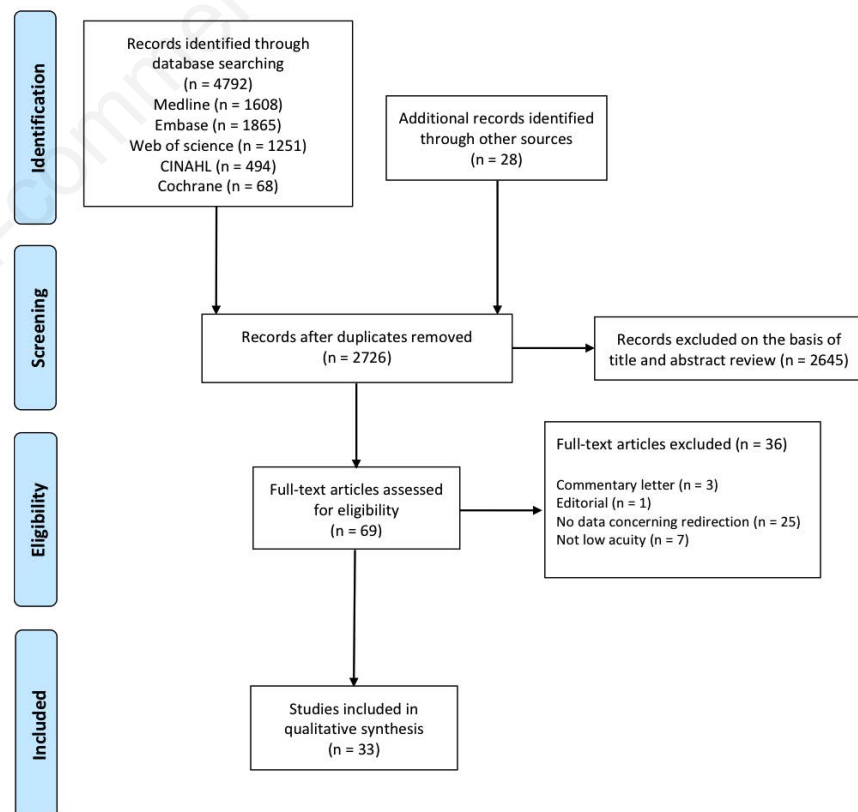 Identification
Records identified through
database searching
(n = 4792)
Medline (n = 1608)
Embase (n = 1865)
Web of science (n = 1251)
CINAHL (n = 494)
Cochrane (n = 68)
Additional records identified
through other sources
(n = 28)
Screening
Records after duplicates removed
(n = 2726)
Records excluded on the basis of
title and abstract review (n = 2645)
Eligibility
Full-text articles assessed
for eligibility
(n = 69)
Full-text articles excluded (n = 36)
Commentary letter (n = 3)
Editorial (n = 1)
No data concerning redirection (n = 25)
Not low acuity (n = 7)
Included
Studies included in
qualitative synthesis
(n = 33)